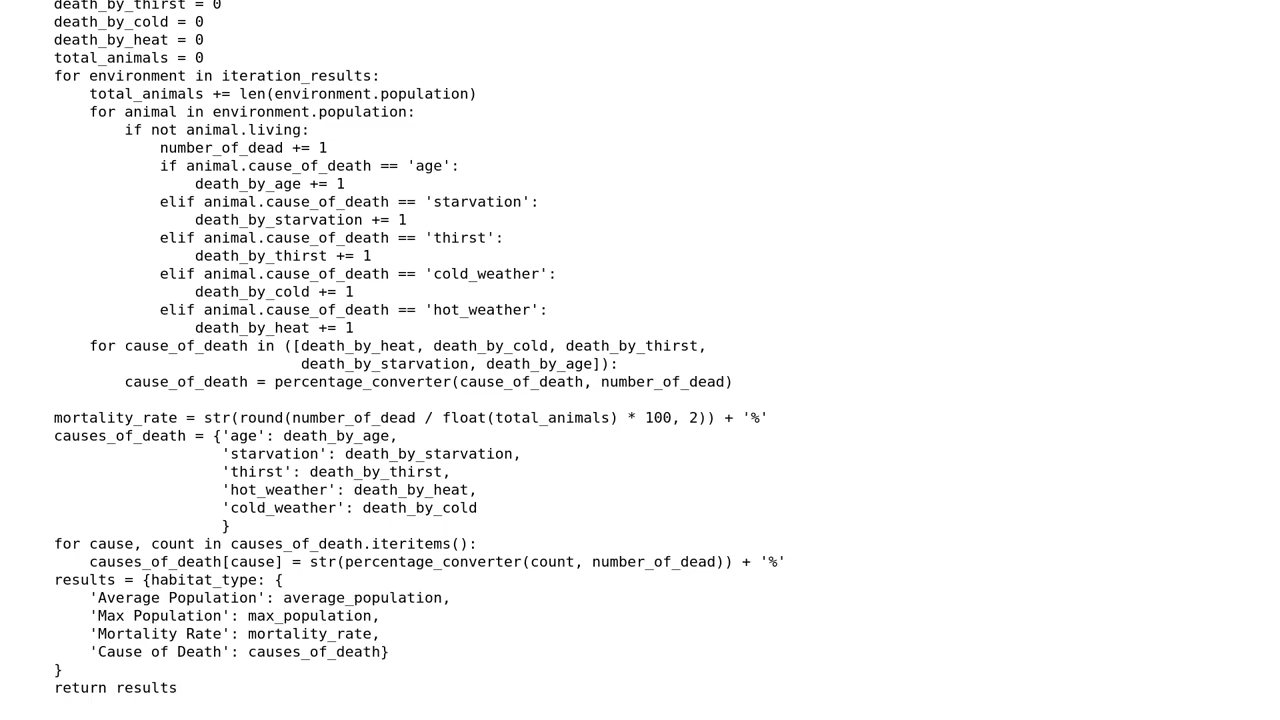 death_by_thirst = 0
death_by_cold = 0
death_by_heat = 0
total_animals = 0
for environment in iteration_results:
    total_animals += len(environment.population)
    for animal in environment.population:
        if not animal.living:
            number_of_dead += 1
            if animal.cause_of_death == 'age':
                death_by_age += 1
            elif animal.cause_of_death == 'starvation':
                death_by_starvation += 1
            elif animal.cause_of_death == 'thirst':
                death_by_thirst += 1
            elif animal.cause_of_death == 'cold_weather':
                death_by_cold += 1
            elif animal.cause_of_death == 'hot_weather':
                death_by_heat += 1
    for cause_of_death in ([death_by_heat, death_by_cold, death_by_thirst,
                            death_by_starvation, death_by_age]):
        cause_of_death = percentage_converter(cause_of_death, number_of_dead)

mortality_rate = str(round(number_of_dead / float(total_animals) * 100, 2)) + '%'
causes_of_death = {'age': death_by_age,
                   'starvation': death_by_starvation,
                   'thirst': death_by_thirst,
                   'hot_weather': death_by_heat,
                   'cold_weather': death_by_cold
                   }
for cause, count in causes_of_death.iteritems():
    causes_of_death[cause] = str(percentage_converter(count, number_of_dead)) + '%'
results = {habitat_type: {
    'Average Population': average_population,
    'Max Population': max_population,
    'Mortality Rate': mortality_rate,
    'Cause of Death': causes_of_death}
}
return results